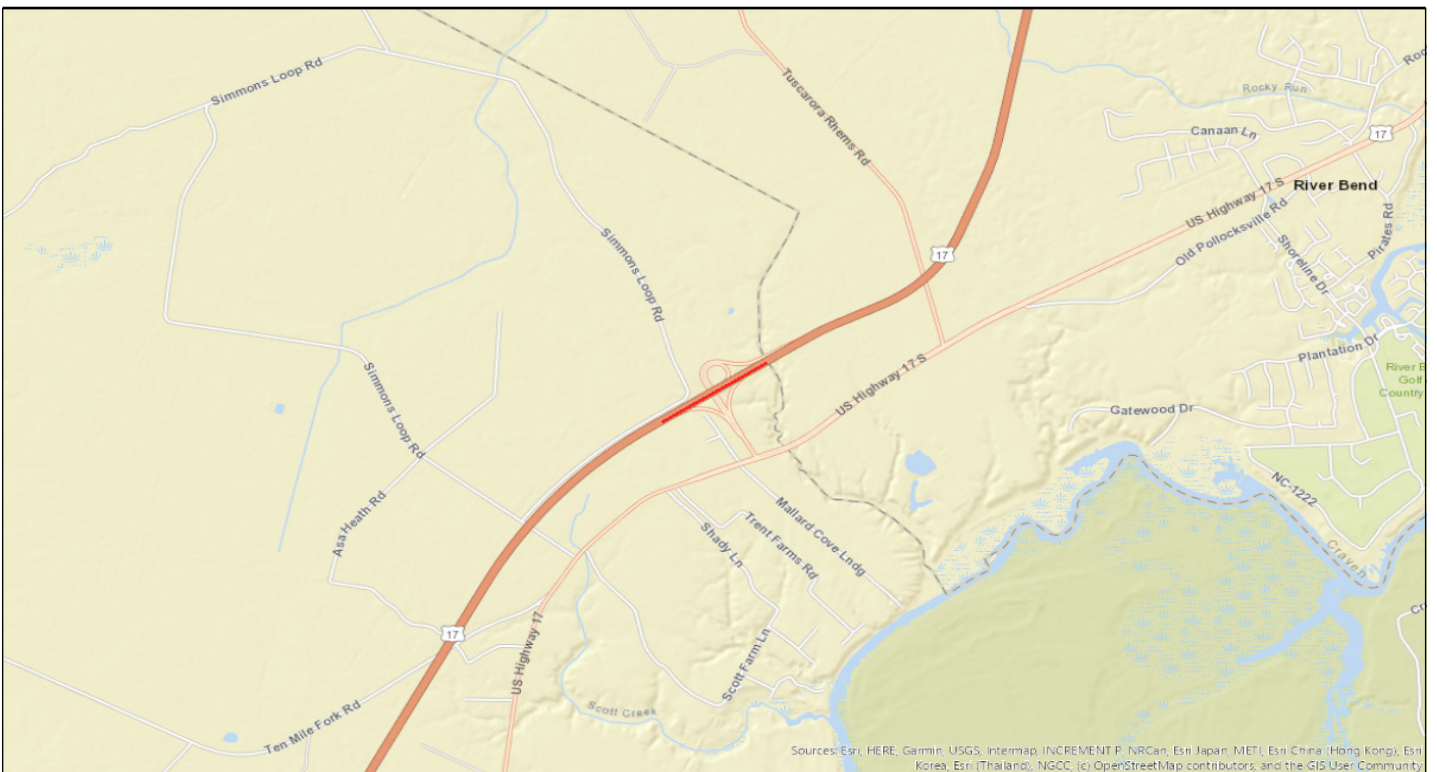 Simmons Loop Rd
Tuscarora Rhems Rd
Rocky Run
Canaan Ln
17
River Bend
US Highway 17 S
Old Pollocksville Rd
Pirates Rd
Shoreline Dr
Simmons Loop Rd
17
Plantation Dr
US Highway 17 S
Simmons Loop Rd
Golf
Country
Gatewood Dr
NC-1222
Craven
Asa Heath Rd
Mallard Cove Lndg
Trent Farms Rd
Shady Ln
17
US Highway 17
Scott Farm Ln
Scott Creek
Ten Mile Fork Rd
Sources: Esri, HERE, Garmin, USGS, Intermap, INCREMENT P, NRCan, Esri Japan, METI, Esri China (Hong Kong), Esri
Korea, Esri (Thailand), NGCC, (c) OpenStreetMap contributors, and the GIS User Community